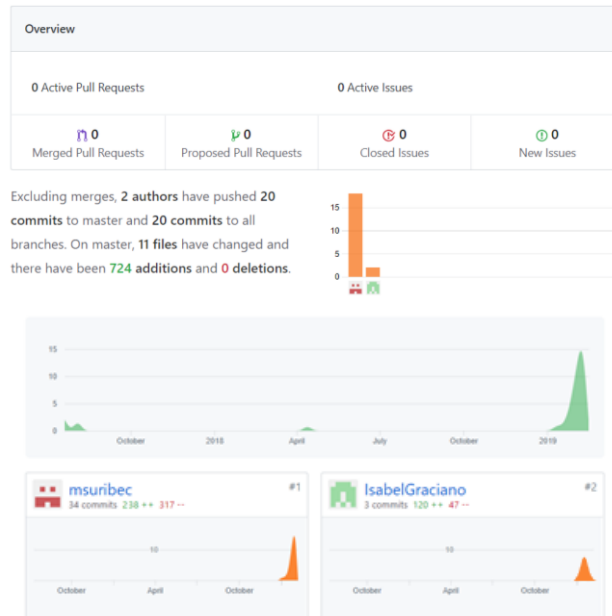 Overview
0 Active Pull Requests
0 Active Issues
0
Merged Pull Requests
0
Proposed Pull Requests
0
Closed Issues
0
New Issues
Excluding merges, 2 authors have pushed 20
commits to master and 20 commits to all
branches. On master, 11 files have changed and
there have been 724 additions and 0 deletions.
15
10
5
0
15
10
5
0
October 2018 April July October 2019
msuribec #1
34 commits 238 ++ 317 --
10
October April October
IsabelGraciano #2
3 commits 120 ++ 47 --
10
October April October